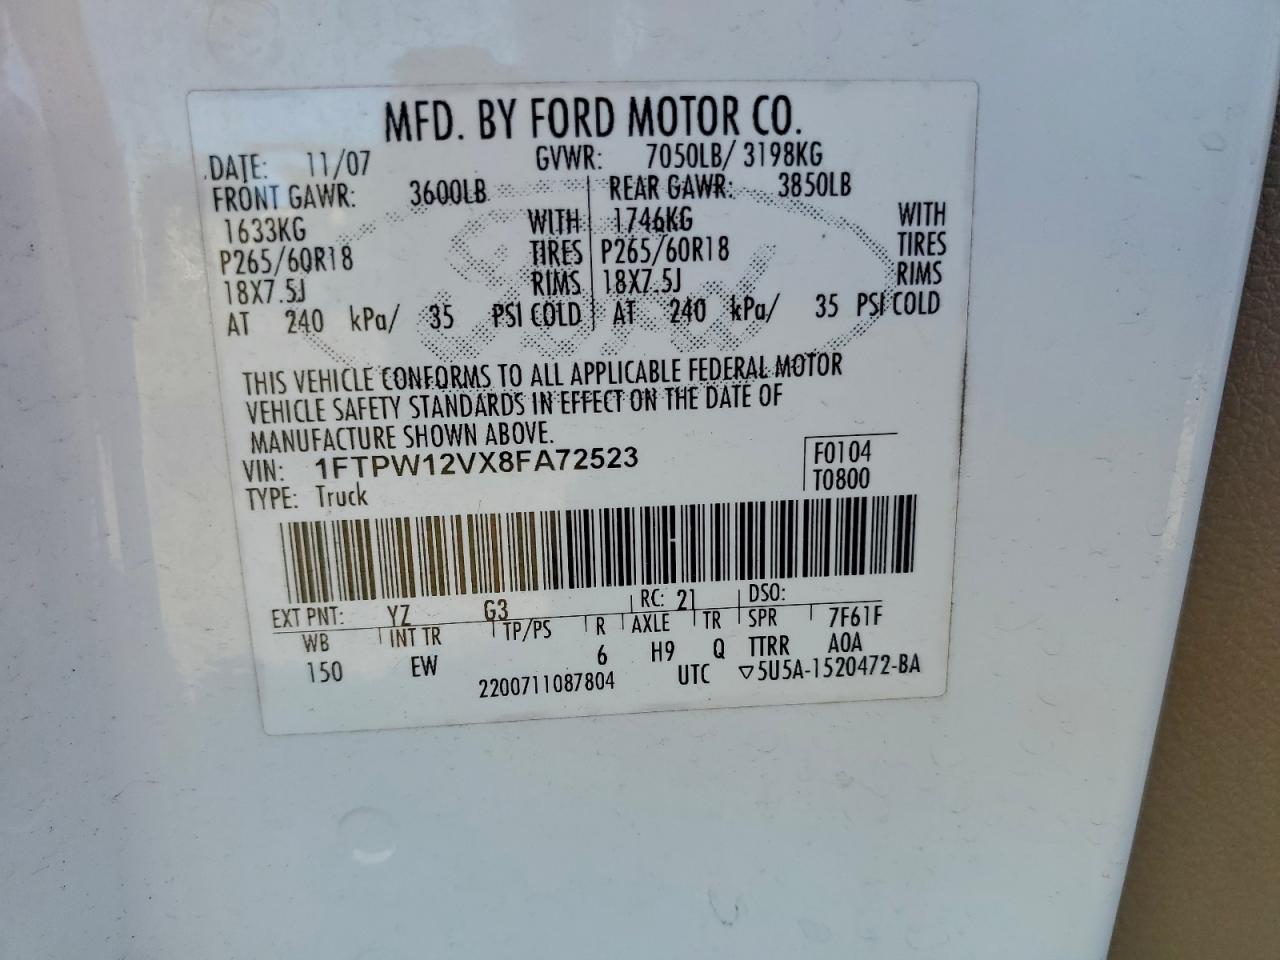 MFD. BY FORD MOTOR CO.
DATE: 11/07 GVWR: 7050LB/ 3198KG
FRONT GAWR: 3600LB REAR GAWR: 3850LB
1633KG WITH 1746KG WITH
P265/60R18 TIRES P265/60R18 TIRES
18X7.5J RIMS 18X7.5J RIMS
AT 240 kPa/ 35 PSI COLD AT 240 kPa/ 35 PSI COLD
THIS VEHICLE CONFORMS TO ALL APPLICABLE FEDERAL MOTOR
VEHICLE SAFETY STANDARDS IN EFFECT ON THE DATE OF
MANUFACTURE SHOWN ABOVE.
VIN: 1FTPW12VX8FA72523 F0104
TYPE: Truck T0800
EXT PNT: YZ G3 RC: 21 DSO:
WB INT TR TP/PS R AXLE TR SPR 7F61F
150 EW 6 H9 Q TTRR A0A
2200711087804 UTC ▽5U5A-1520472-BA